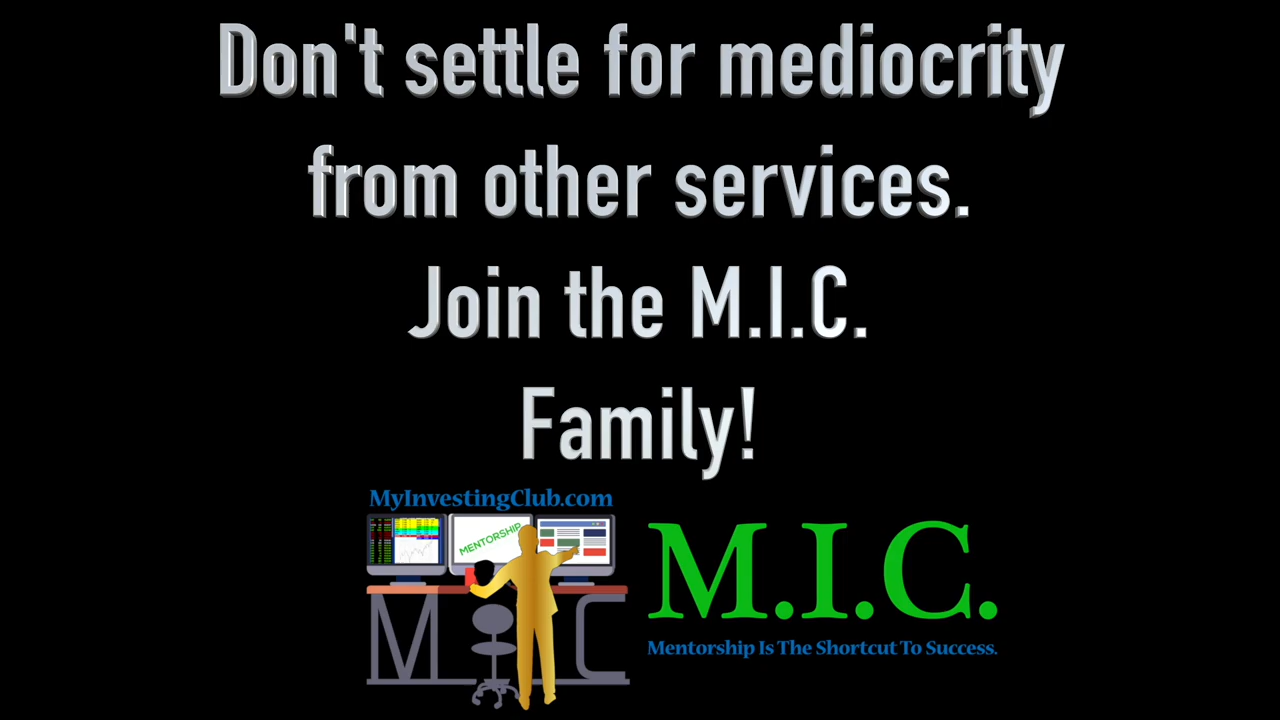 Don't settle for mediocrity
from other services.
Join the M.I.C.
Family!
MyInvestingClub.com
MENTORSHIP
M.I.C.
MIC
Mentorship Is The Shortcut To Success.